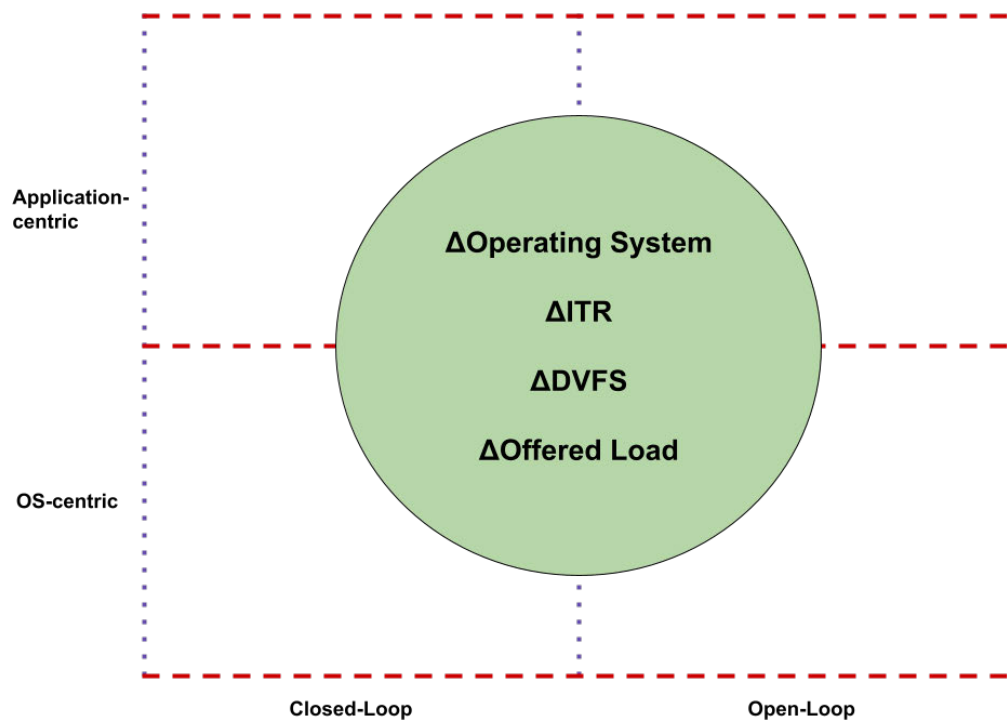 Application-
centric
ΔOperating System
ΔITR
ΔDVFS
ΔOffered Load
OS-centric
Closed-Loop
Open-Loop